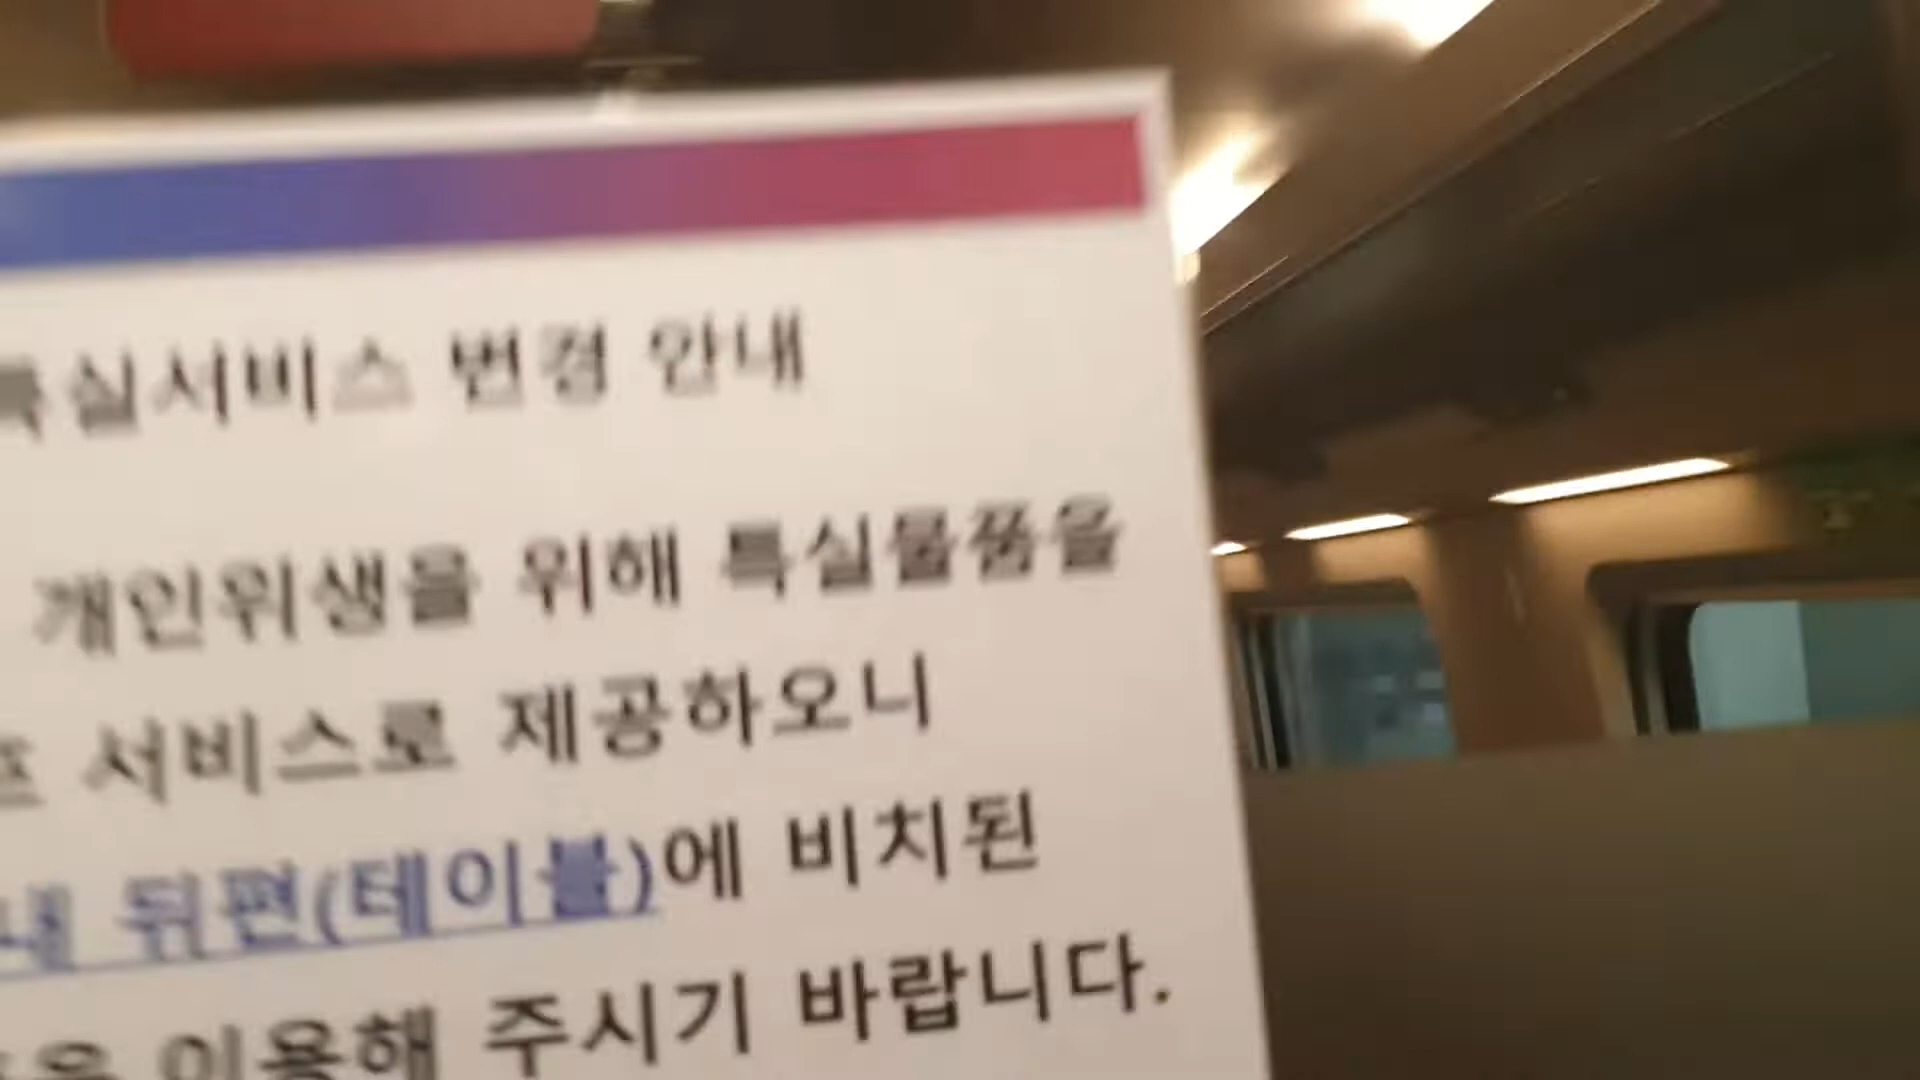 특실서비스 변경 안내
개인위생을 위해 특실물품을
서비스로 제공하오니
내 뒤편(테이블)에 비치된
이용해 주시기 바랍니다.